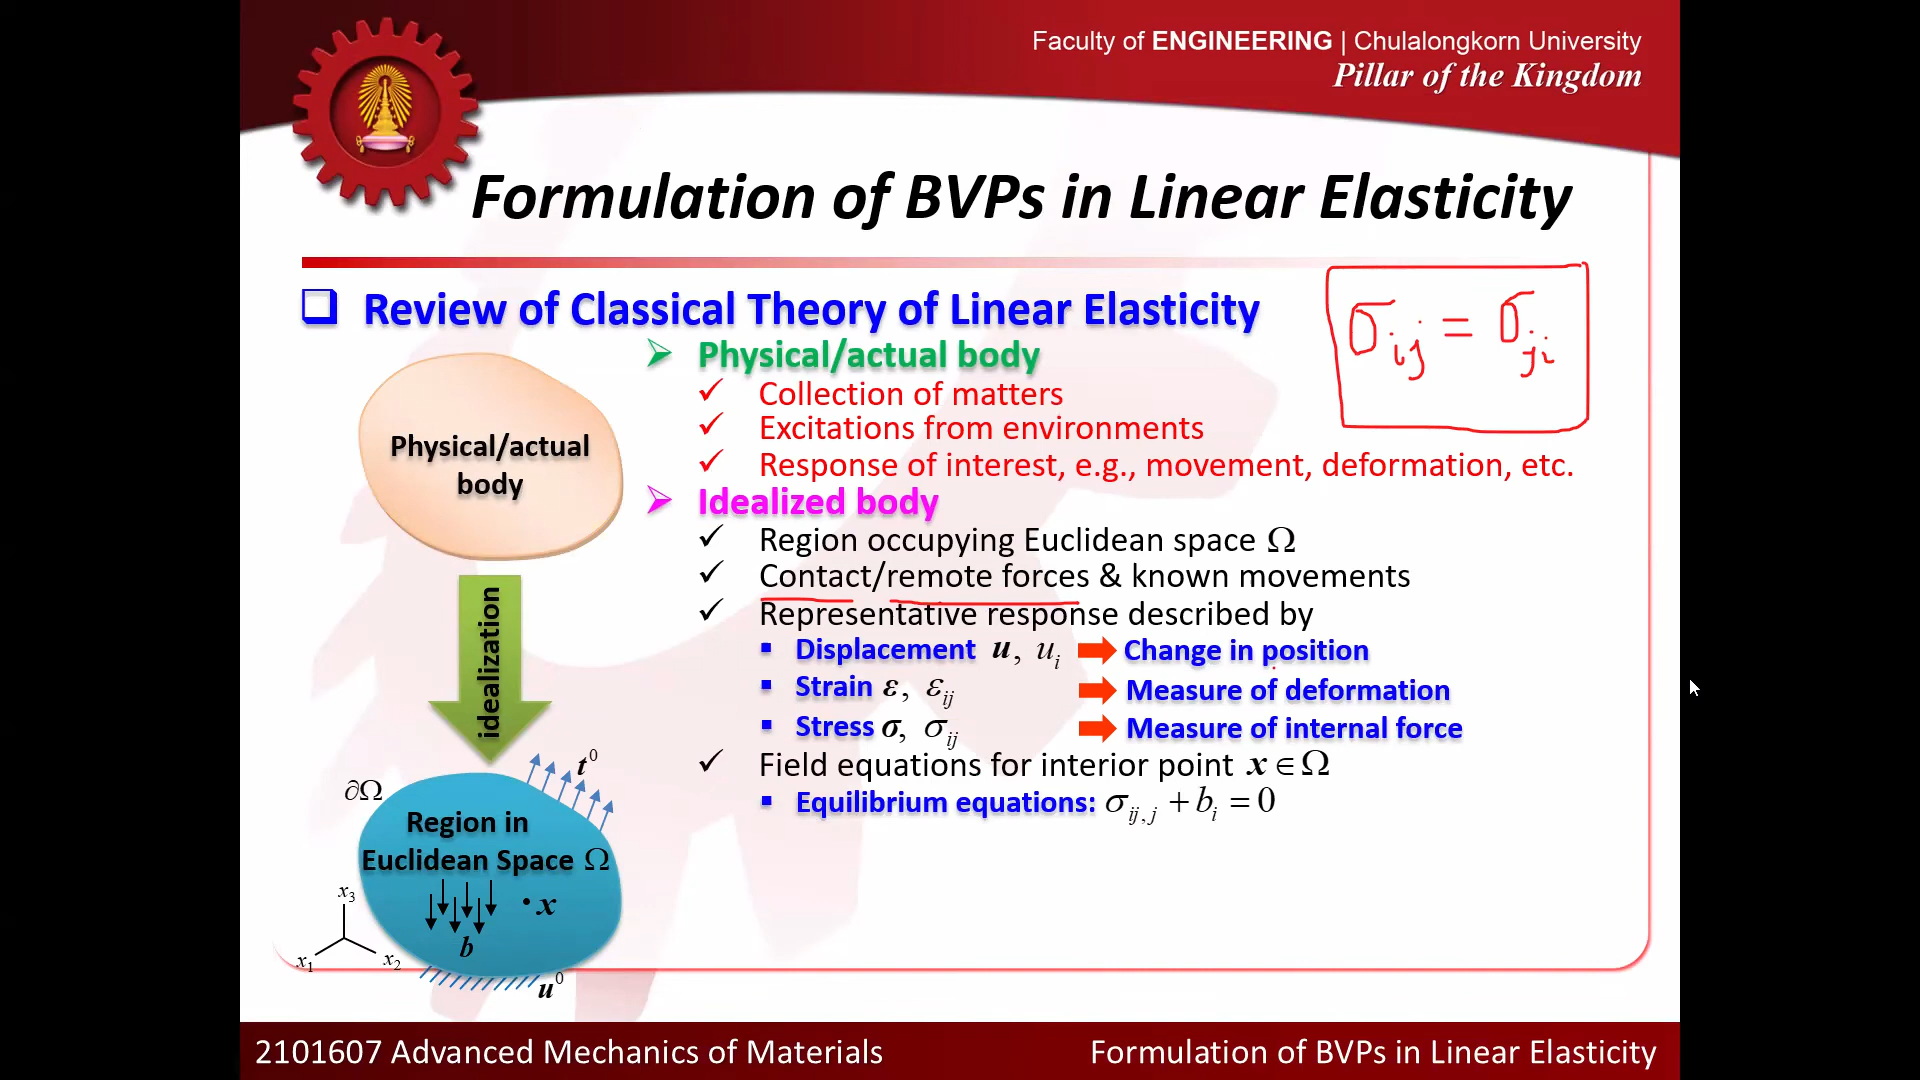 Faculty of ENGINEERING | Chulalongkorn University
Pillar of the Kingdom
Formulation of BVPs in Linear Elasticity
Review of Classical Theory of Linear Elasticity
σij = σji
Physical/actual body
Collection of matters
Excitations from environments
Response of interest, e.g., movement, deformation, etc.
Idealized body
Region occupying Euclidean space Ω
Contact/remote forces & known movements
Representative response described by
Displacement u, ui Change in position
Strain ε, εij Measure of deformation
Stress σ, σij Measure of internal force
Field equations for interior point x ∈ Ω
Equilibrium equations: σij,j + bi = 0
Physical/actual
body
idealization
t0
∂Ω
Region in
Euclidean Space Ω
x
b
x3
x1
x2
u0
2101607 Advanced Mechanics of Materials
Formulation of BVPs in Linear Elasticity